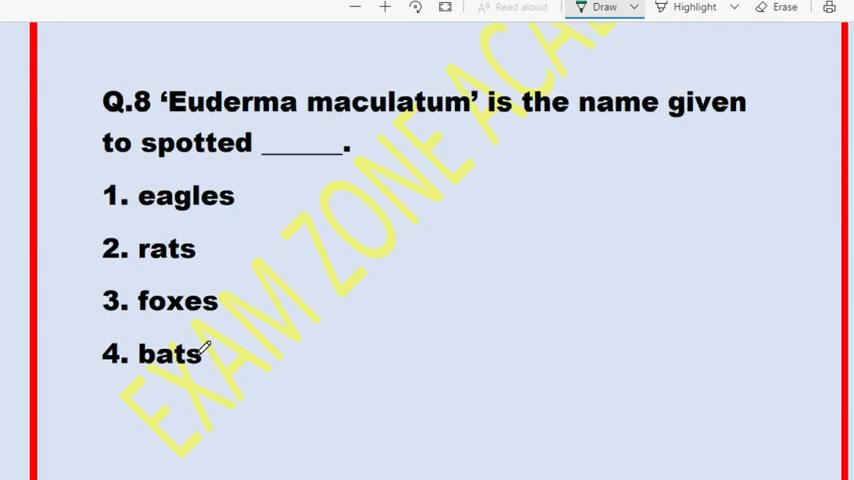 Read aloud Draw Highlight Erase
Q.8 ‘Euderma maculatum’ is the name given
to spotted ______.
1. eagles
2. rats
3. foxes
4. bats
EXAM ZONE ACA